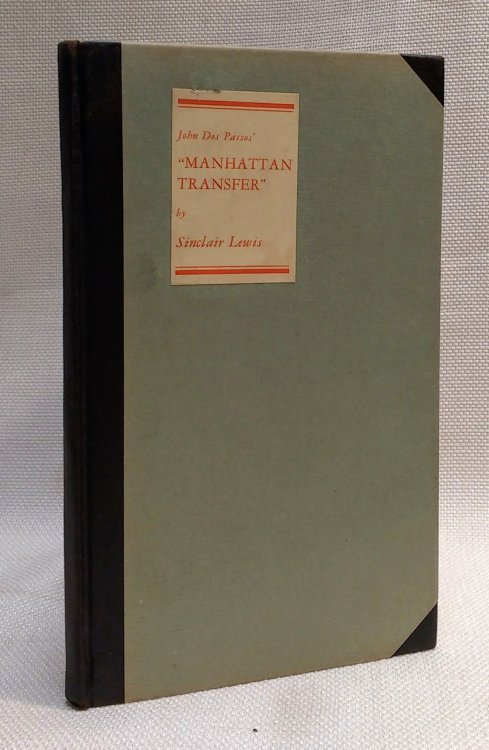 John Dos Passos'
"MANHATTAN
TRANSFER"
by
Sinclair Lewis